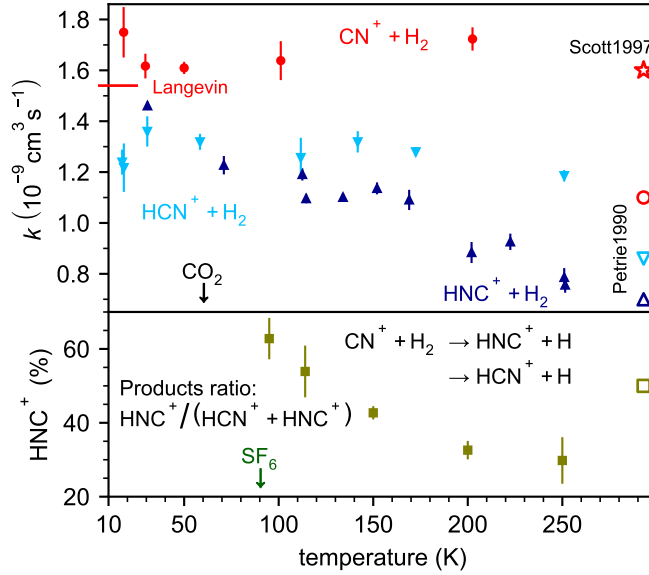 1.8
1.6
1.4
1.2
1.0
0.8
k (10⁻⁹ cm³ s⁻¹)
CN⁺ + H₂
Scott1997
Langevin
HCN⁺ + H₂
Petrie1990
CO₂
↓
HNC⁺ + H₂
60
40
20
HNC⁺ (%)
CN⁺ + H₂ → HNC⁺ + H
→ HCN⁺ + H
Products ratio:
HNC⁺/(HCN⁺ + HNC⁺)
SF₆
↓
10 50 100 150 200 250
temperature (K)